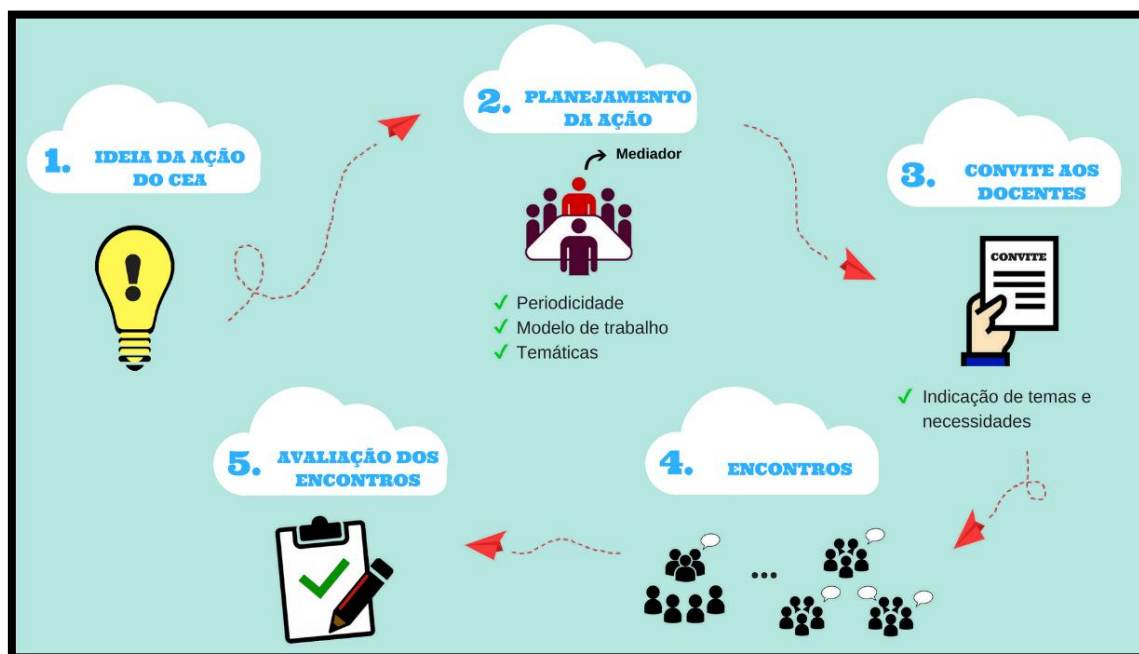 1. IDEIA DA AÇÃO
DO CEA
2. PLANEJAMENTO
DA AÇÃO
Mediador
✓ Periodicidade
✓ Modelo de trabalho
✓ Temáticas
3. CONVITE AOS
DOCENTES
CONVITE
✓ Indicação de temas e
necessidades
4. ENCONTROS
...
5. AVALIAÇÃO DOS
ENCONTROS